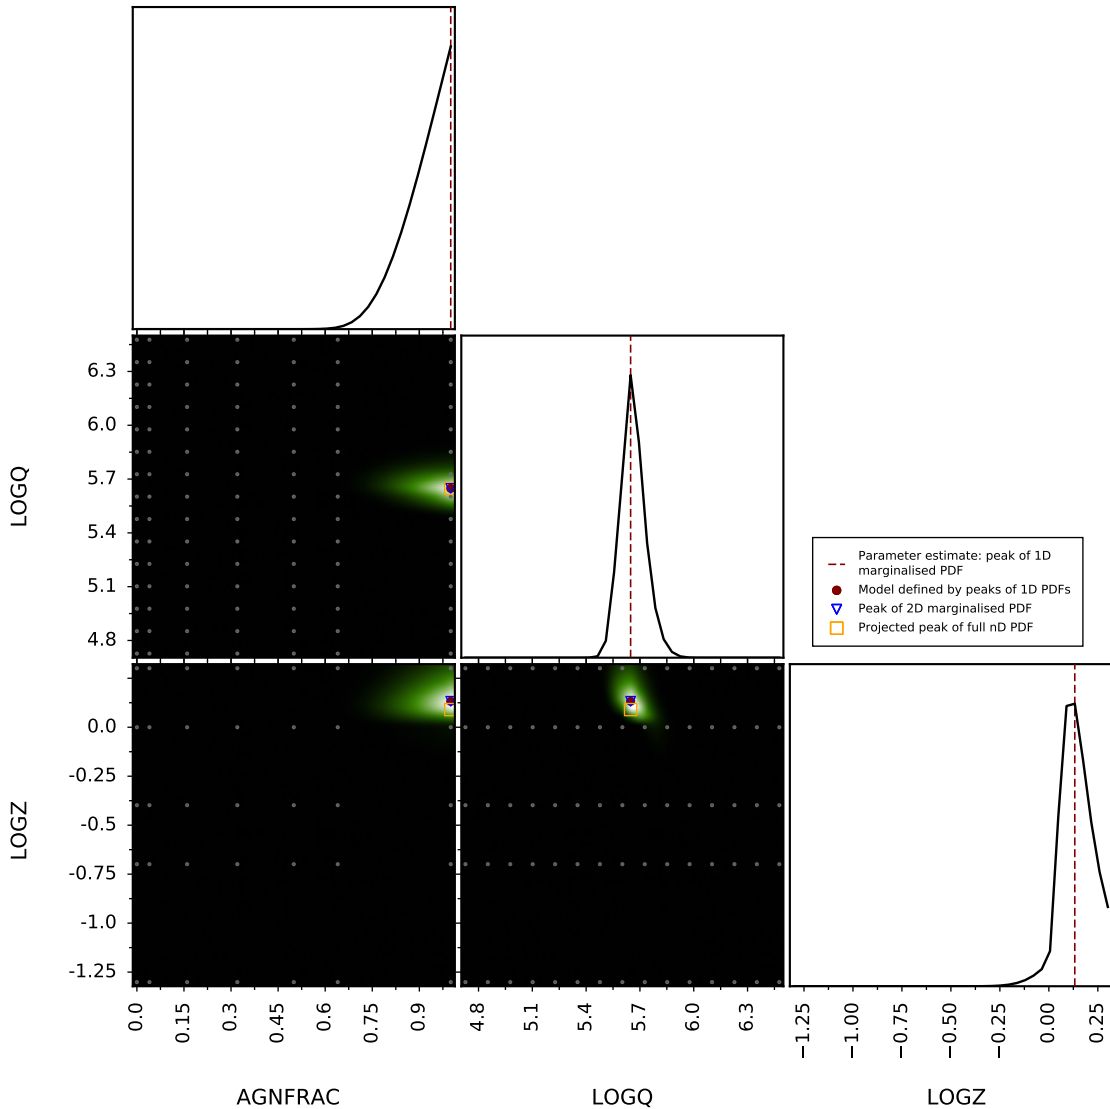 LOGQ
6.3
6.0
5.7
5.4
5.1
4.8
Parameter estimate: peak of 1D
marginalised PDF
Model defined by peaks of 1D PDFs
Peak of 2D marginalised PDF
Projected peak of full nD PDF
LOGZ
0.0
-0.25
-0.5
-0.75
-1.0
-1.25
0.0 0.15 0.3 0.45 0.6 0.75 0.9 4.8 5.1 5.4 5.7 6.0 6.3 −1.25 −1.00 −0.75 −0.50 −0.25 0.00 0.25
AGNFRAC LOGQ LOGZ